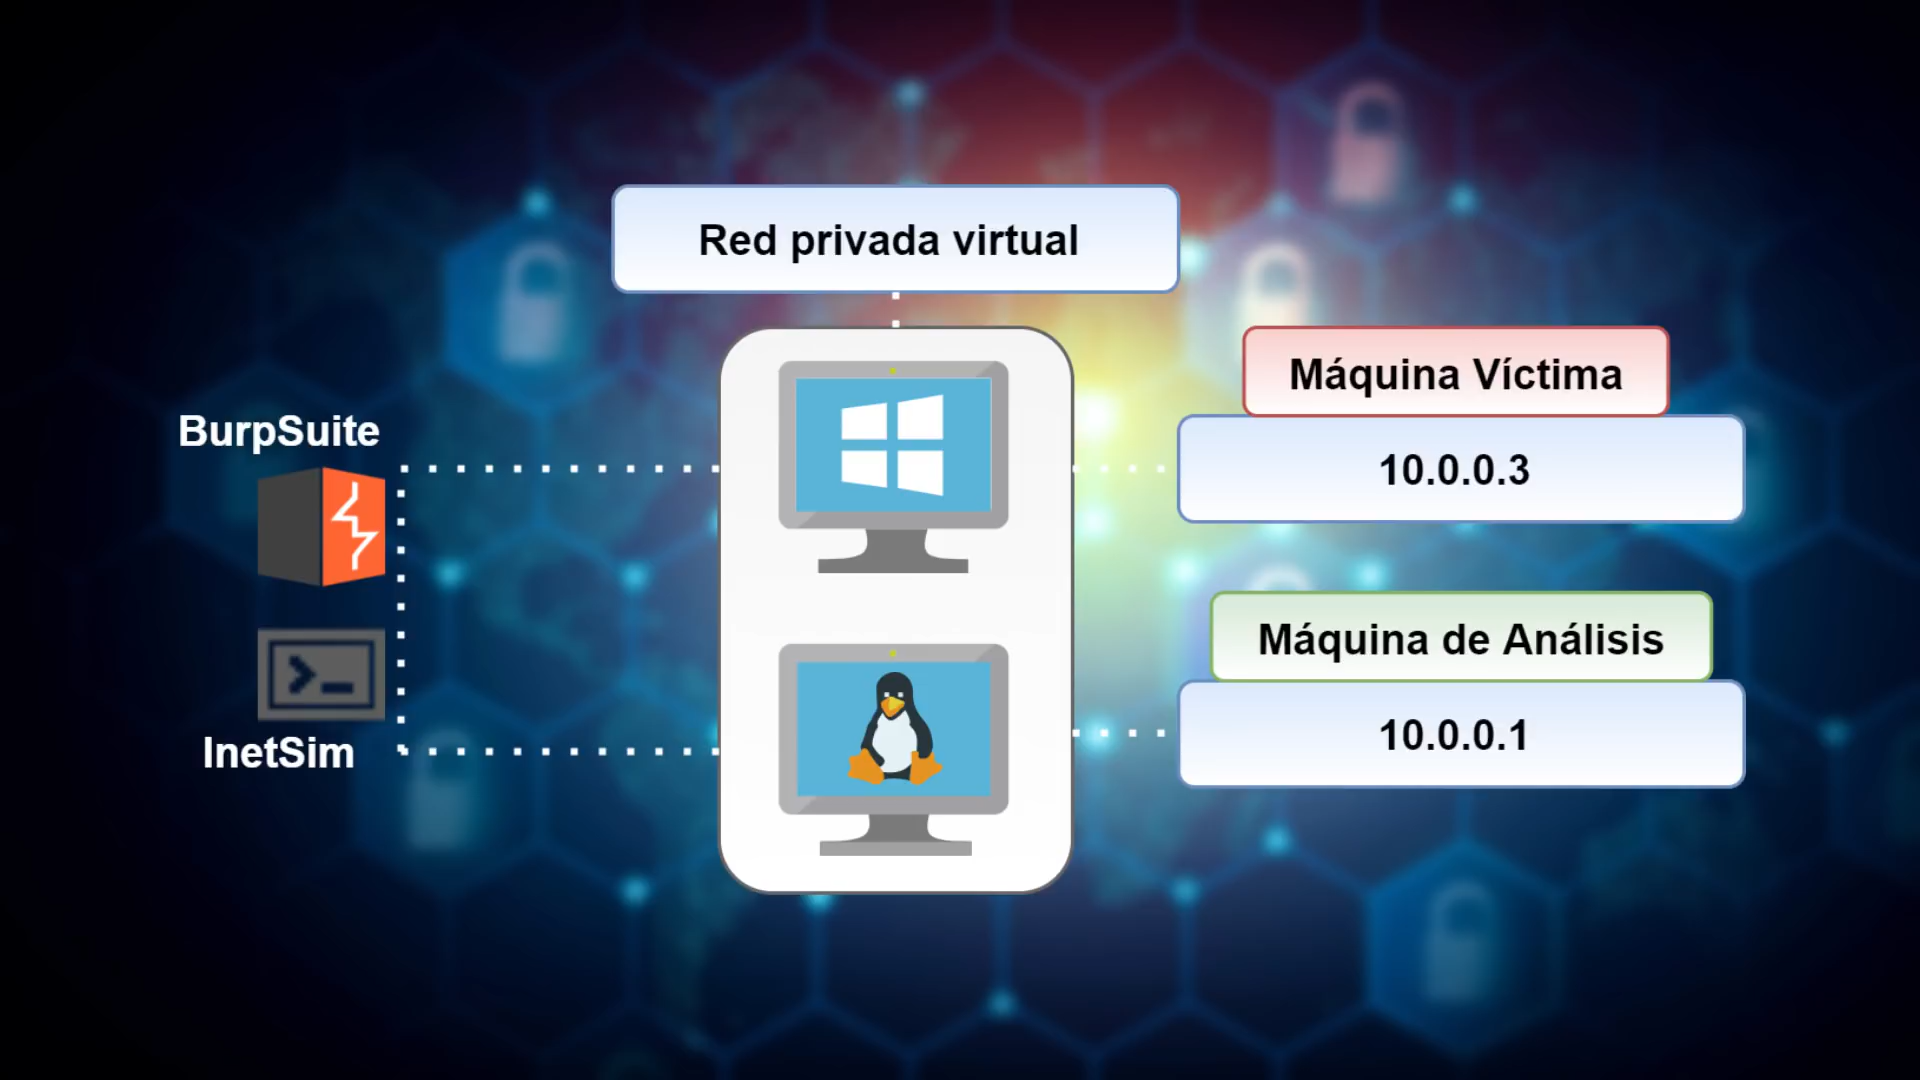 Red privada virtual
BurpSuite
InetSim
Máquina Víctima
10.0.0.3
Máquina de Análisis
10.0.0.1